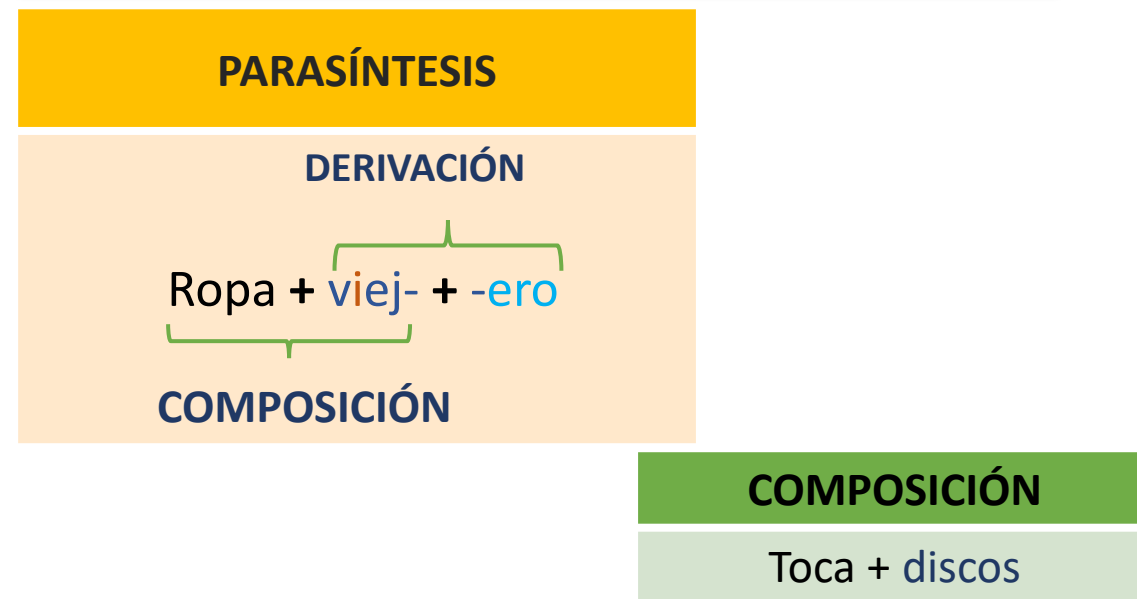 PARASÍNTESIS
DERIVACIÓN
Ropa + viej- + -ero
COMPOSICIÓN
COMPOSICIÓN
Toca + discos